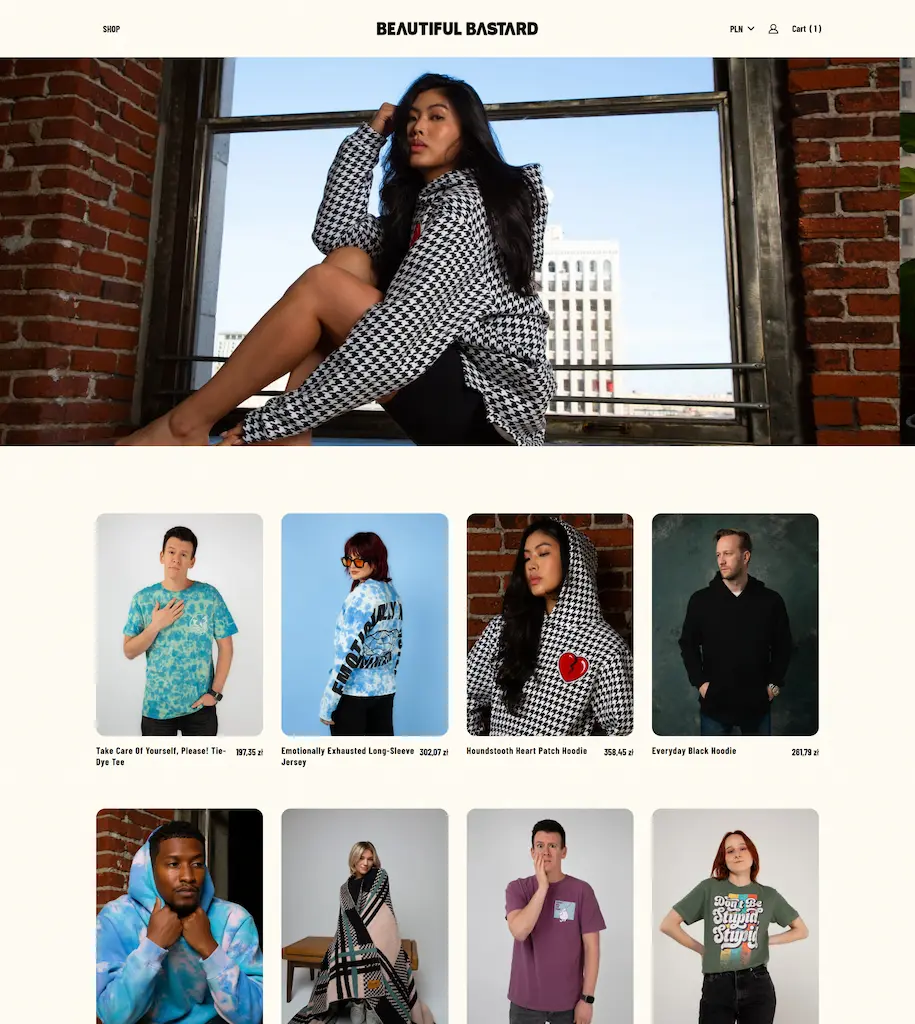 SHOP
BEAUTIFUL BASTARD
PLN
Cart ( 1 )
EMOTIONALLY
Take Care Of Yourself, Please! Tie-
Dye Tee
197,35 zł
Emotionally Exhausted Long-Sleeve
Jersey
302,07 zł
Houndstooth Heart Patch Hoodie
358,45 zł
Everyday Black Hoodie
261,79 zł
Don't Be
Stupid,
Stupid